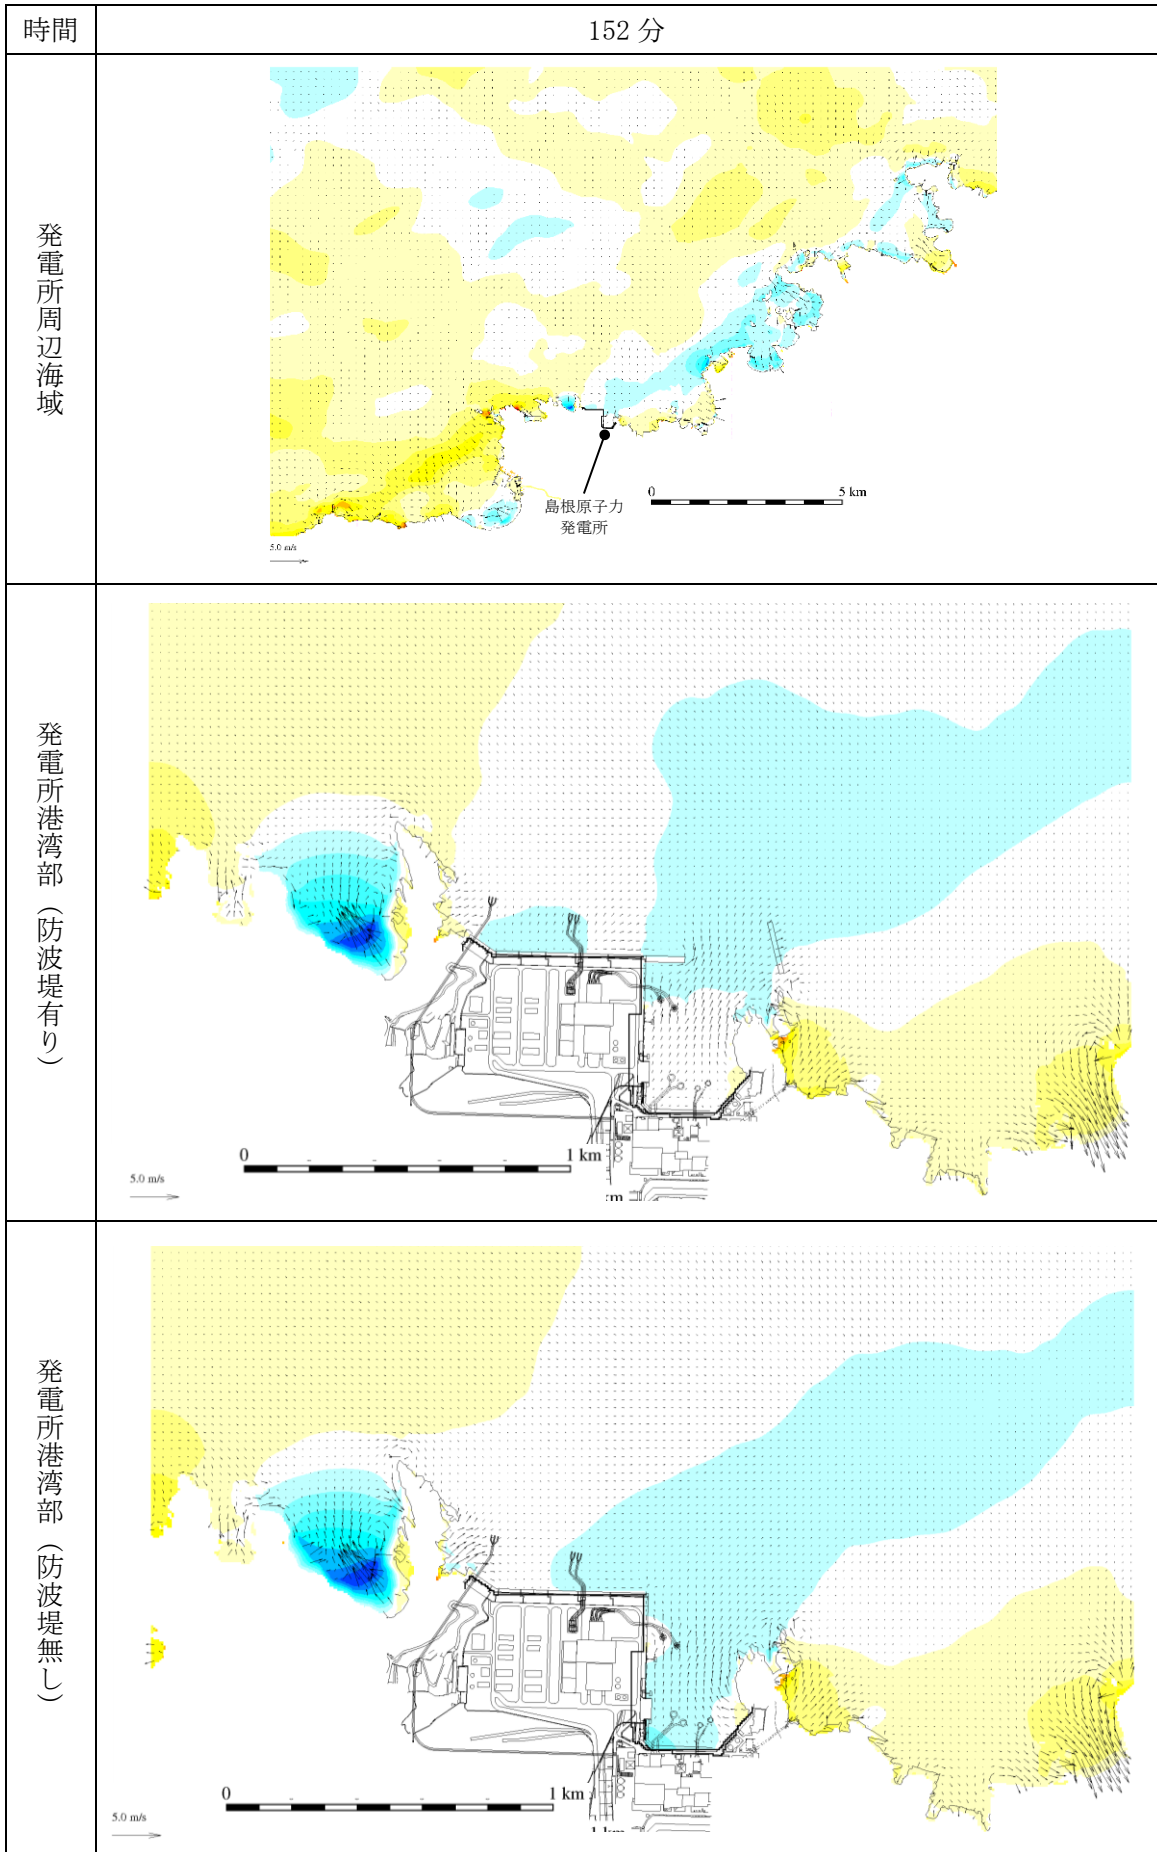 時間
152 分
発電所周辺海域
島根原子力
発電所
0
5 km
5.0 m/s
発電所港湾部（防波堤有り）
0
1 km
5.0 m/s
発電所港湾部（防波堤無し）
0
1 km
5.0 m/s